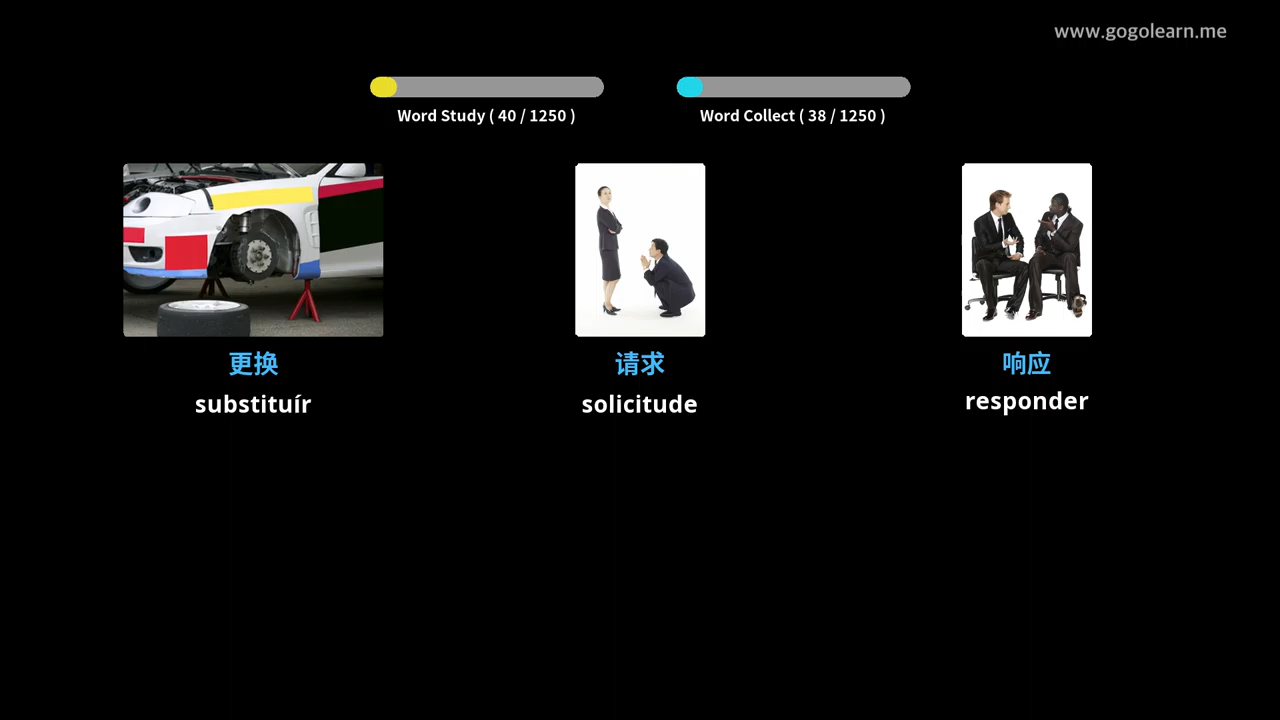 www.gogolearn.me
Word Study ( 40 / 1250 )
Word Collect ( 38 / 1250 )
更换
请求
响应
substituír
solicitude
responder